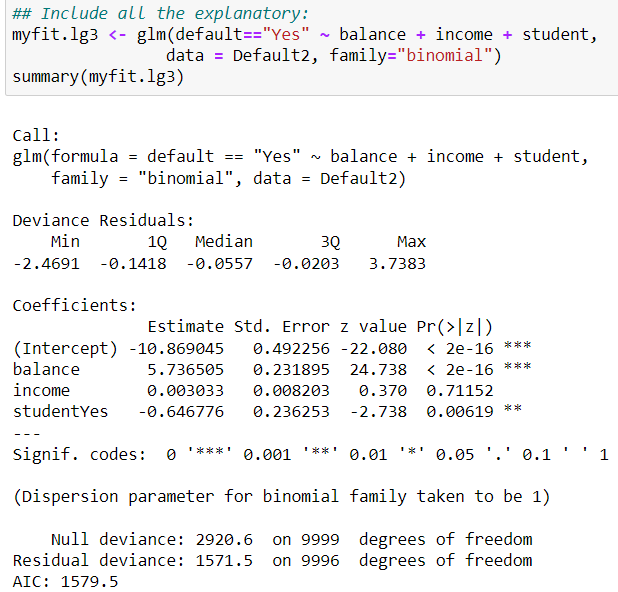 ## Include all the explanatory:
myfit.lg3 <- glm(default=="Yes" ~ balance + income + student,
                 data = Default2, family="binomial")
summary(myfit.lg3)
Call:
glm(formula = default == "Yes" ~ balance + income + student,
    family = "binomial", data = Default2)
Deviance Residuals:
    Min       1Q   Median       3Q      Max
-2.4691  -0.1418  -0.0557  -0.0203   3.7383
Coefficients:
              Estimate Std. Error z value Pr(>|z|)
(Intercept) -10.869045   0.492256 -22.080  < 2e-16 ***
balance       5.736505   0.231895  24.738  < 2e-16 ***
income        0.003033   0.008203   0.370  0.71152
studentYes   -0.646776   0.236253  -2.738  0.00619 **
---
Signif. codes:  0 '***' 0.001 '**' 0.01 '*' 0.05 '.' 0.1 ' ' 1
(Dispersion parameter for binomial family taken to be 1)
    Null deviance: 2920.6  on 9999  degrees of freedom
Residual deviance: 1571.5  on 9996  degrees of freedom
AIC: 1579.5